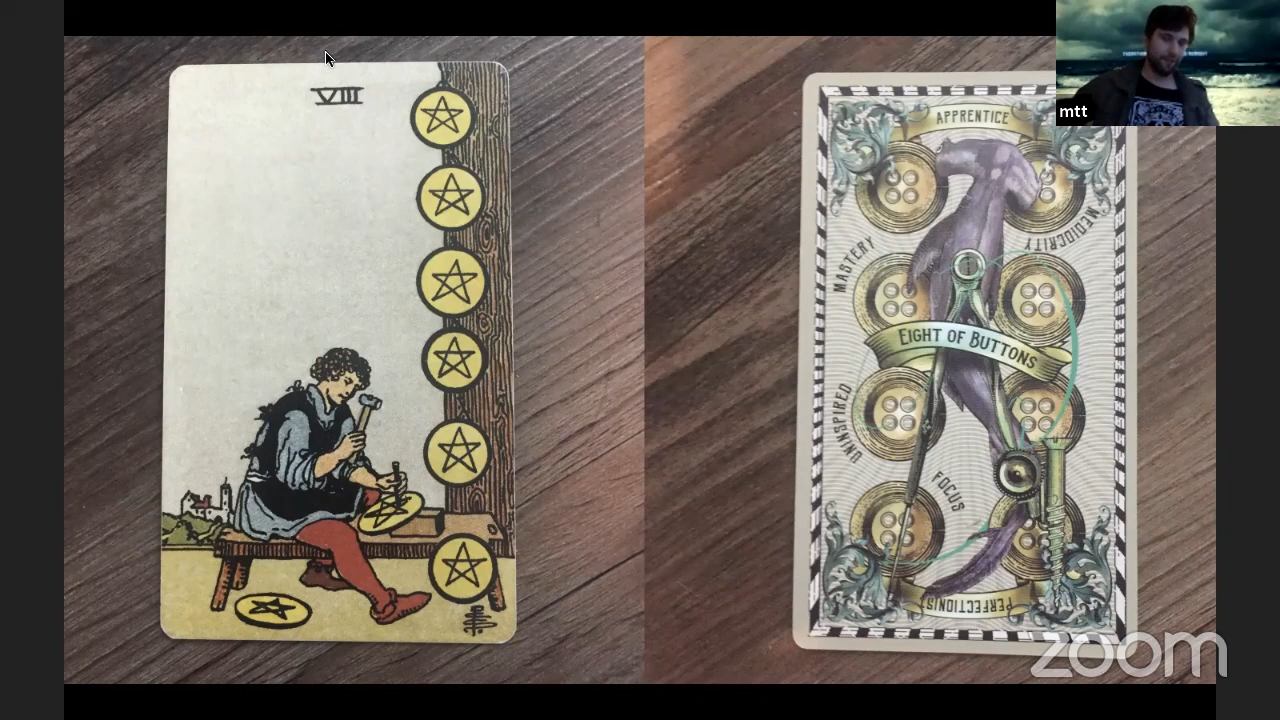 VIII
mtt
APPRENTICE
MASTERY
MEDIOCRITY
EIGHT OF BUTTONS
UNINSPIRED
FOCUS
PERFECTIONIST
zoom